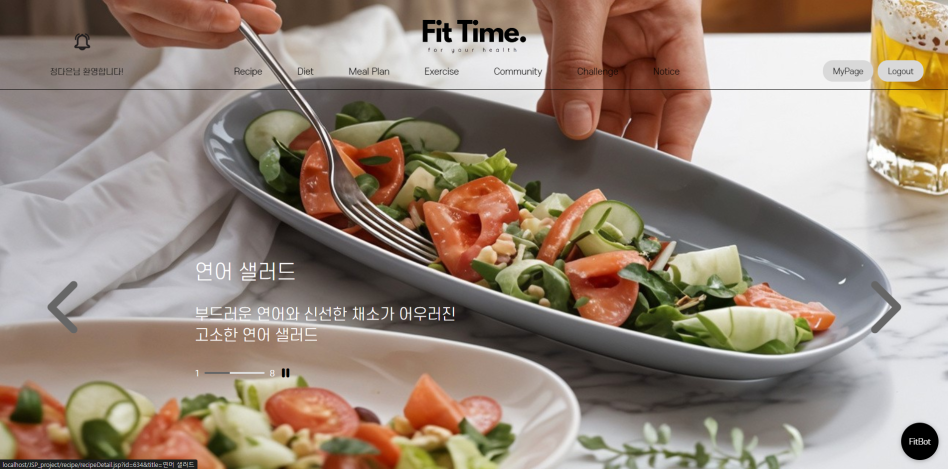 Fit Time.
for your health
정다은님 환영합니다!
Recipe
Diet
Meal Plan
Exercise
Community
Challenge
Notice
MyPage
Logout
연어 샐러드
부드러운 연어와 신선한 채소가 어우러진
고소한 연어 샐러드
1
8
FitBot
localhost/JSP_project/recipe/recipeDetail.jsp?id=634&title=연어 샐러드